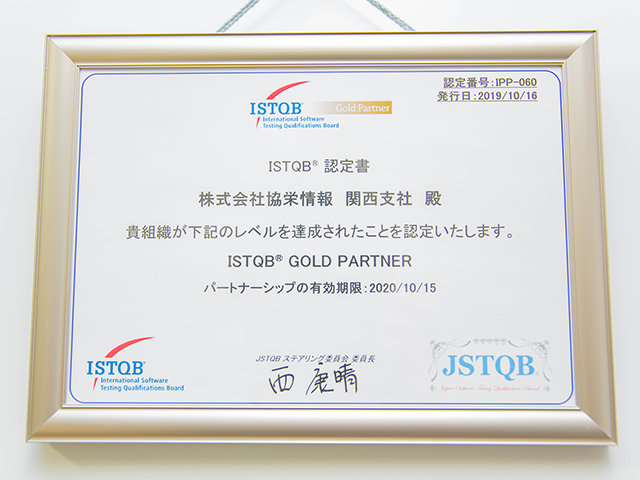 認定番号:IPP-060
発行日:2019/10/16
ISTQB® Gold Partner
International Software
Testing Qualifications Board
ISTQB® 認定書
株式会社協栄情報 関西支社 殿
貴組織が下記のレベルを達成されたことを認定いたします。
ISTQB® GOLD PARTNER
パートナーシップの有効期限:2020/10/15
JSTQB ステアリング委員会 委員長
西 康晴
ISTQB®
International Software
Testing Qualifications Board
JSTQB®
Japan Software Testing Qualifications Board